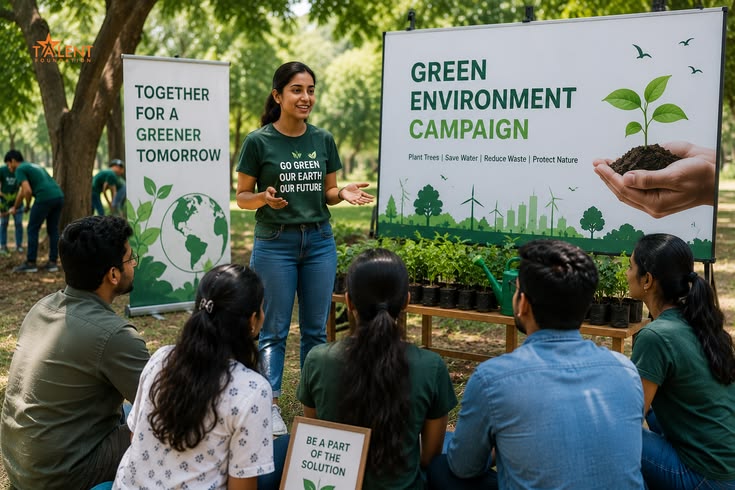 TALENT
FOUNDATION
TOGETHER
FOR A
GREENER
TOMORROW
GO GREEN
OUR EARTH
OUR FUTURE
GREEN
ENVIRONMENT
CAMPAIGN
Plant Trees | Save Water | Reduce Waste | Protect Nature
BE A PART
OF THE
SOLUTION